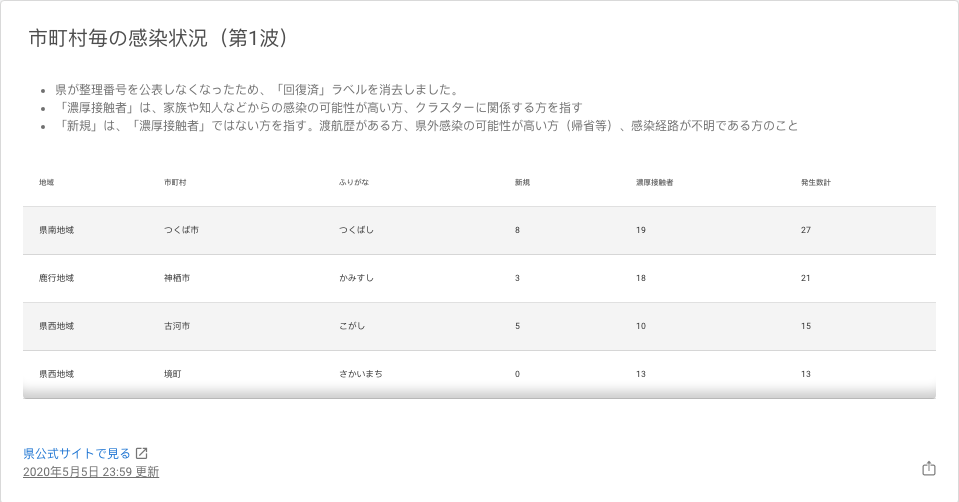 市町村毎の感染状況（第1波）
県が整理番号を公表しなくなったため、「回復済」ラベルを消去しました。
「濃厚接触者」は、家族や知人などからの感染の可能性が高い方、クラスターに関係する方を指す
「新規」は、「濃厚接触者」ではない方を指す。渡航歴がある方、県外感染の可能性が高い方（帰省等）、感染経路が不明である方のこと
地域 市町村 ふりがな 新規 濃厚接触者 発生数計
県南地域 つくば市 つくばし 8 19 27
鹿行地域 神栖市 かみすし 3 18 21
県西地域 古河市 こがし 5 10 15
県西地域 境町 さかいまち 0 13 13
県公式サイトで見る
2020年5月5日 23:59 更新